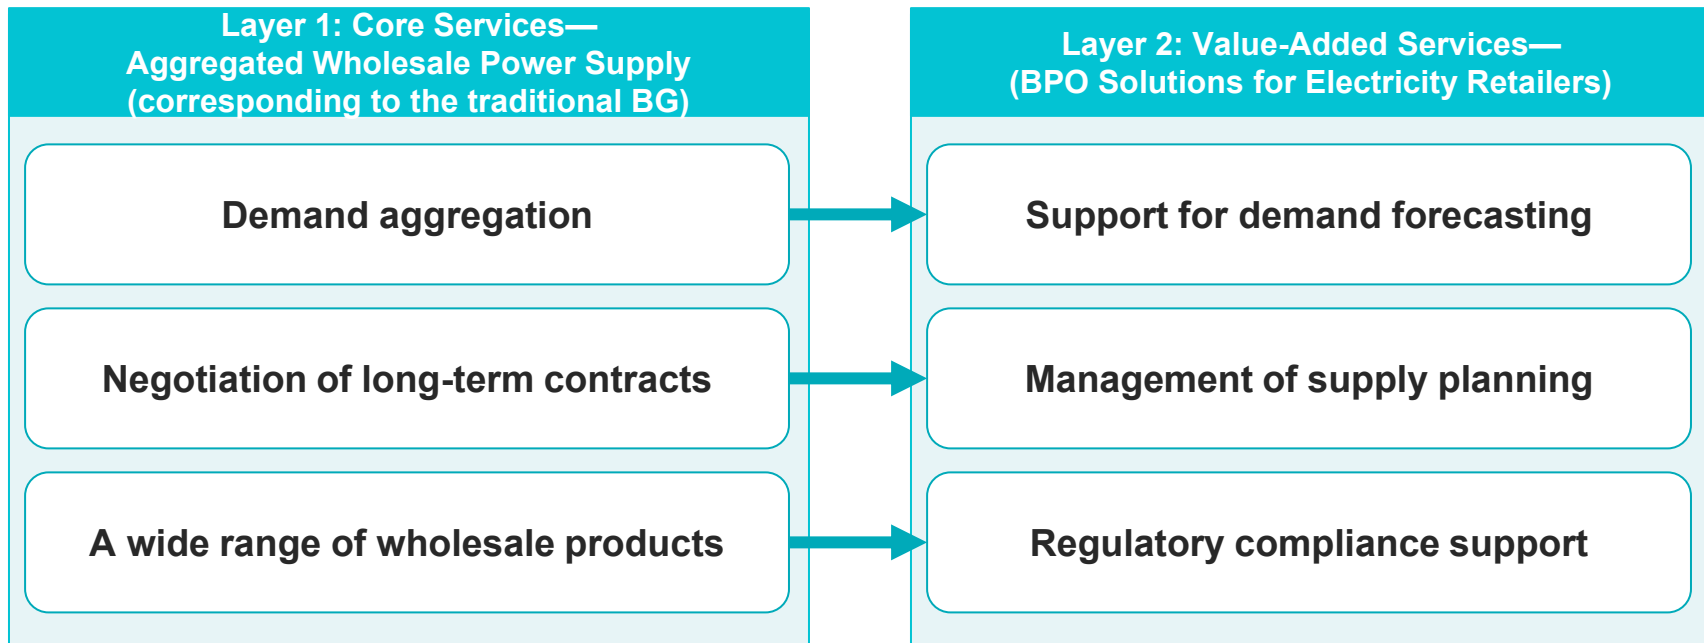 Layer 1: Core Services—
Aggregated Wholesale Power Supply
(corresponding to the traditional BG)
Demand aggregation
Negotiation of long-term contracts
A wide range of wholesale products
Layer 2: Value-Added Services—
(BPO Solutions for Electricity Retailers)
Support for demand forecasting
Management of supply planning
Regulatory compliance support